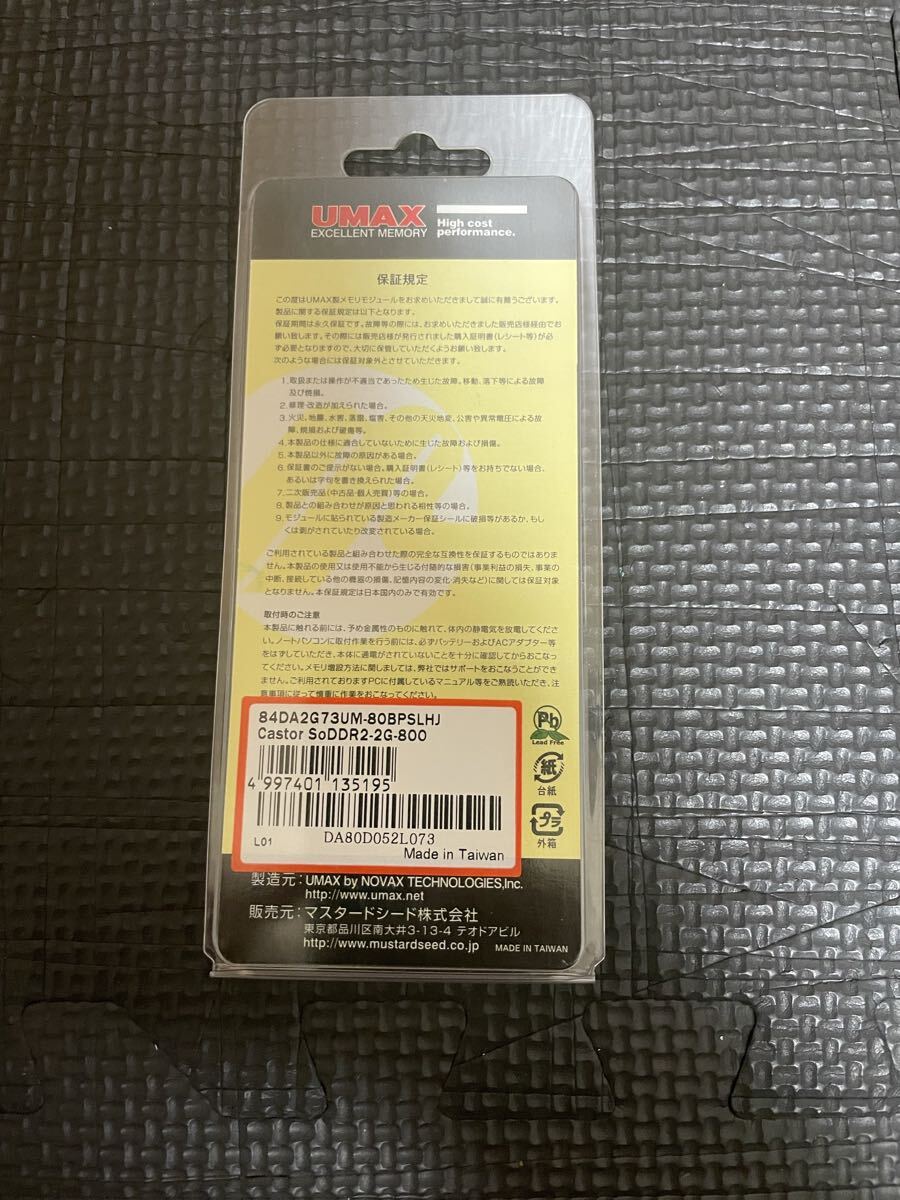 UMAX
EXCELLENT MEMORY
High cost
performance.
保証規定
この度はUMAX製メモリモジュールをお求めいただきまして誠に有難うございます。
製品に関する保証規定は以下となります。
保証期間は永久保証です。故障等の際には、お求めいただきました販売店様経由でお
願い致します。その際には販売店様が発行されました購入証明書(レシート等)が必
ず必要となりますので、大切に保管していただくようお願い致します。
次のような場合には保証対象外とさせていただきます。
1.取扱または操作が不適当であったため生じた故障。移動、落下等による故障
及び焼損。
2.修理・改造が加えられた場合。
3.火災、地震、水害、落雷、塩害、その他の天災地変、公害や異常電圧による故
障、焼損および破傷等。
4.本製品の仕様に適合していないために生じた故障および損傷。
5.本製品以外に故障の原因がある場合。
6.保証書のご提示がない場合。購入証明書(レシート)等をお持ちでない場合、
あるいは字句を書き換えられた場合。
7.二次販売品(中古品・個人売買)等の場合。
8.製品との組み合わせが原因と思われる相性等の場合。
9.モジュールに貼られている製造メーカー保証シールに破損等があるか、もし
くは剥がされていたり改変されている場合。
ご利用されている製品と組み合わせた際の完全な互換性を保証するものではありま
せん。本製品の使用又は使用不能から生じる付随的な損害(事業利益の損失、事業の
中断、接続している他の機器の損傷、記憶内容の変化・消失など)に関しては保証対象
となりません。本保証規定は日本国内のみで有効です。
取付時のご注意
本製品に触れる前には、予め金属性のものに触れて、体内の静電気を放電してくださ
い。ノートパソコンに取付作業を行う前には、必ずバッテリーおよびACアダプター等
をはずしていただき、本体に通電がされていないことを十分に確認してからおこなっ
てください。メモリ増設方法に関しましては、弊社ではサポートをおこなうことができ
ません。ご利用されておりますPCに付属しているマニュアル等をご熟読いただき、注
意事項に従って慎重に作業をおこなってください。
84DA2G73UM-80BPSLHJ
Castor SoDDR2-2G-800
4 997401 135195
DA80D052L073
L01
Made in Taiwan
Pb
Lead Free
紙
台紙
プラ
外箱
製造元:UMAX by NOVAX TECHNOLOGIES,Inc.
http://www.umax.net
販売元:マスタードシード株式会社
東京都品川区南大井3-13-4 テオドアビル
http://www.mustardseed.co.jp
MADE IN TAIWAN